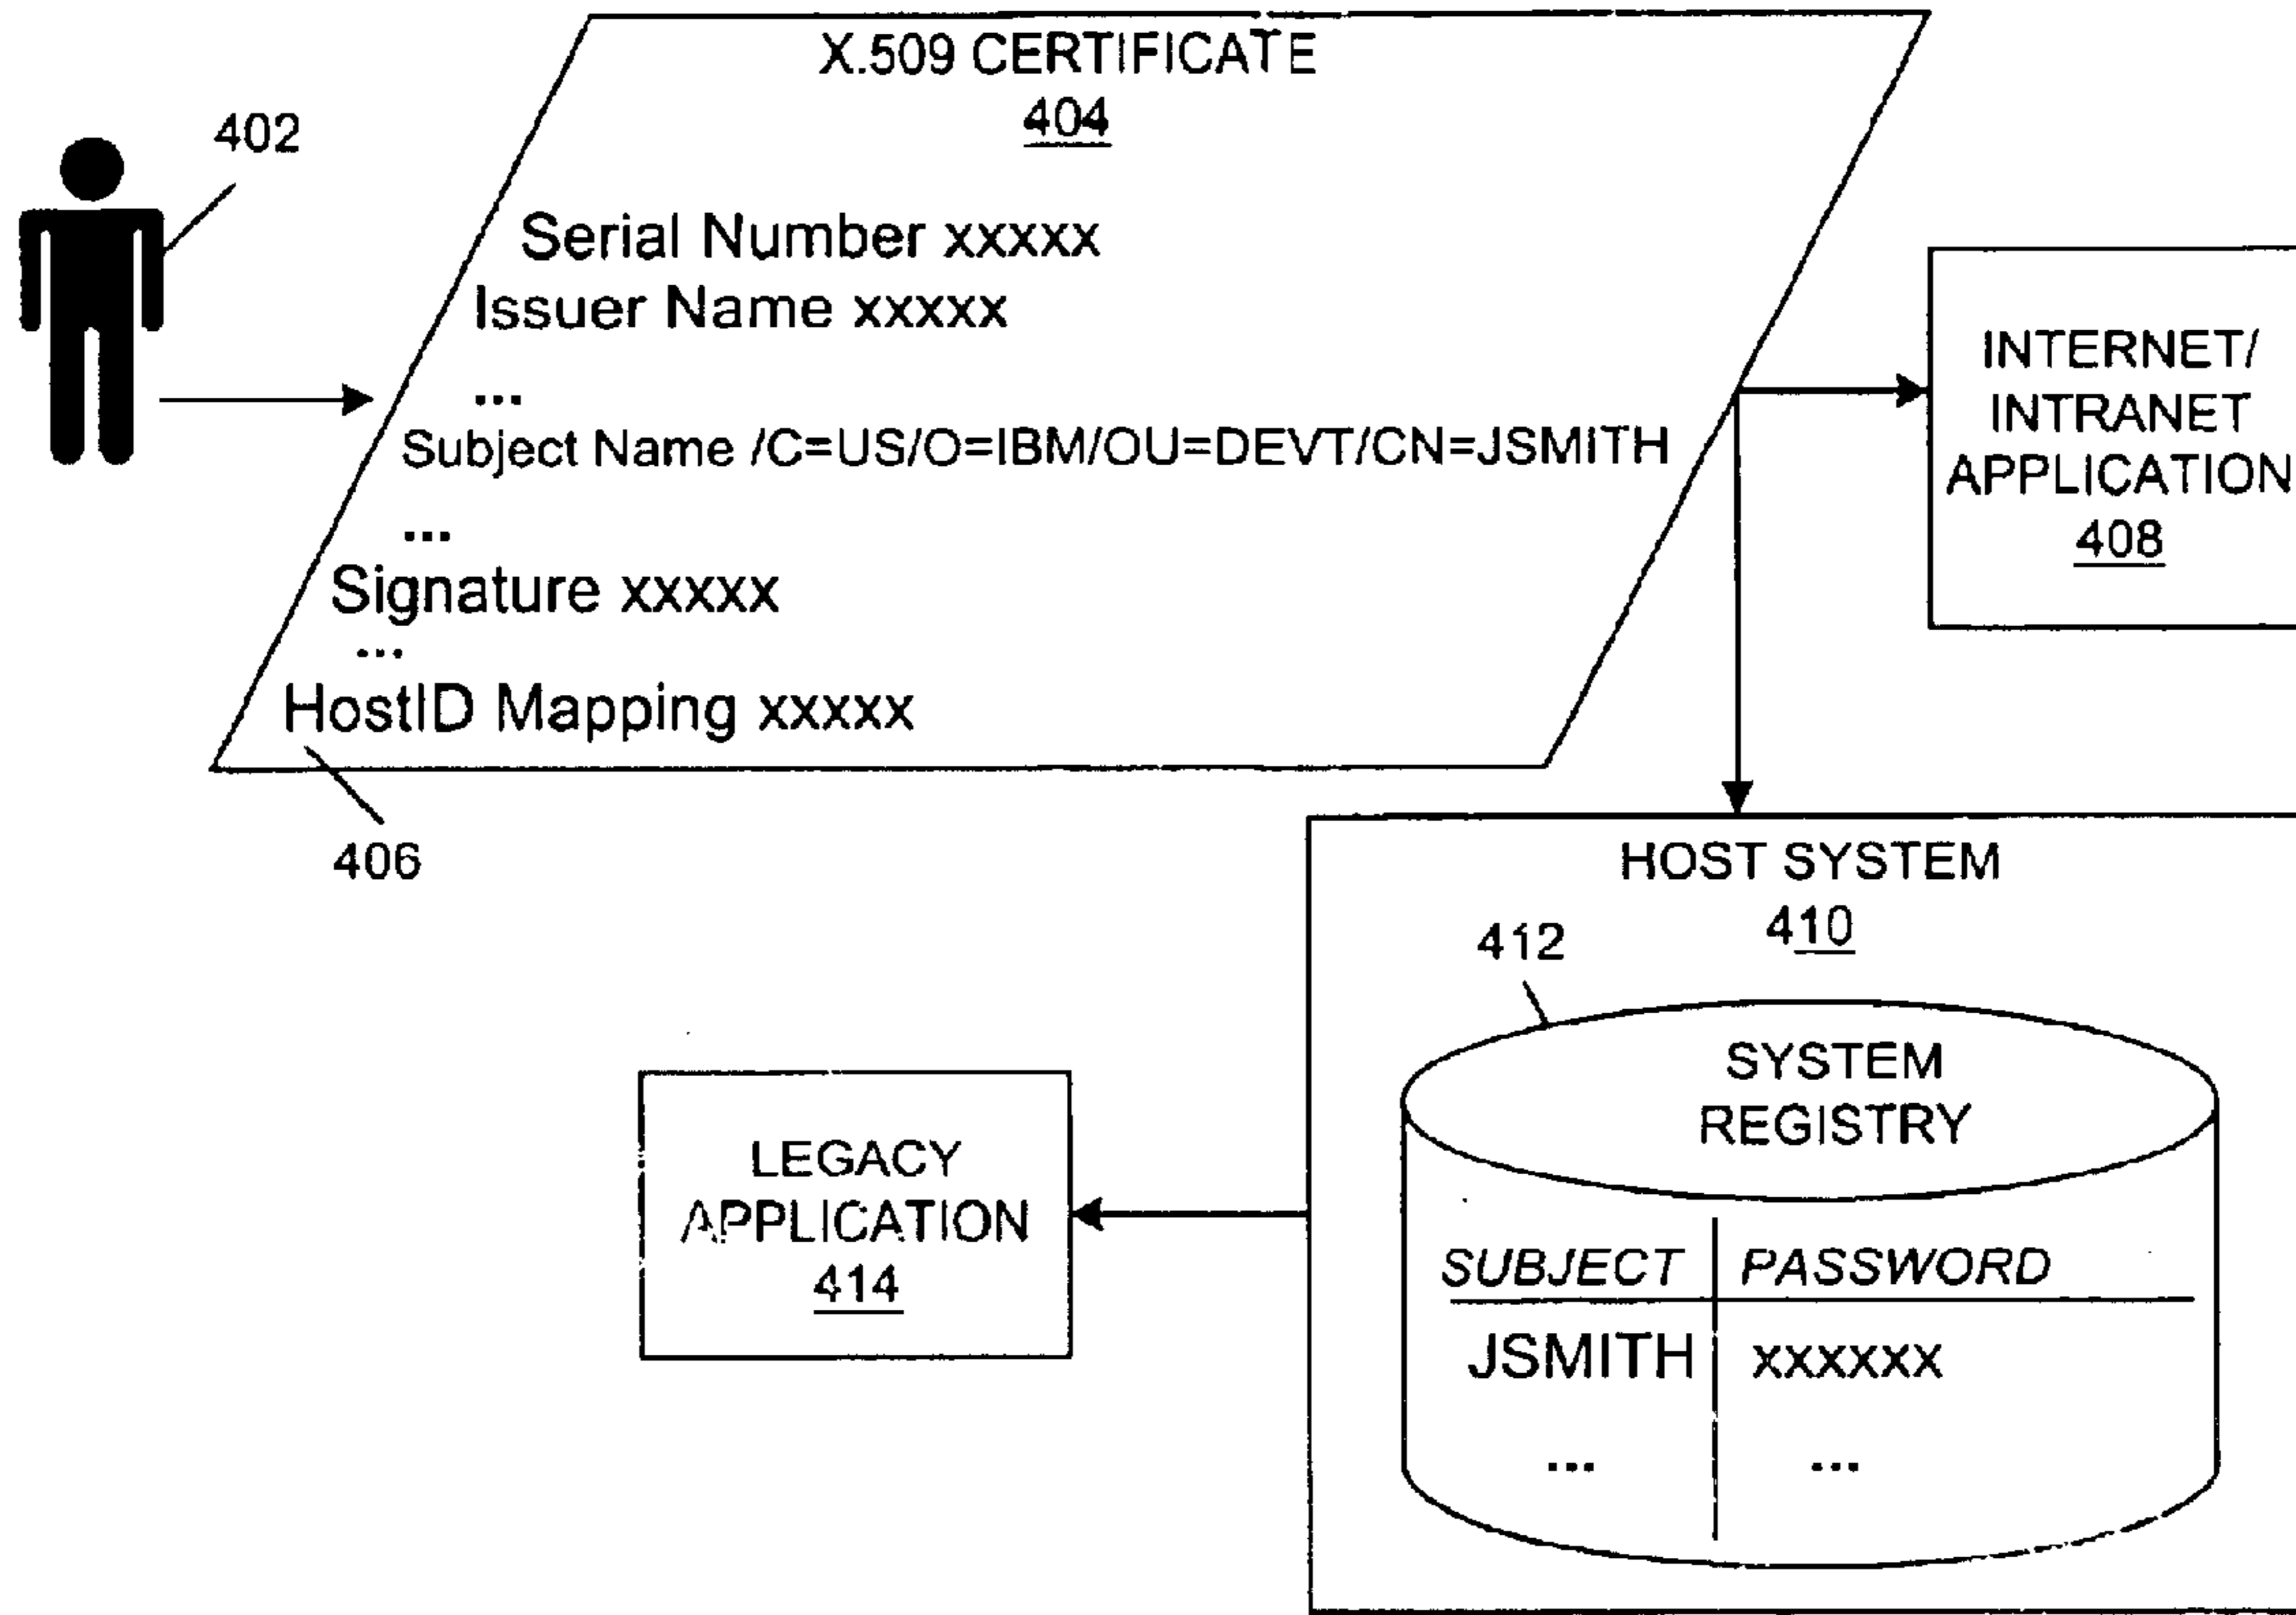 X.509 CERTIFICATE
404
402
Serial Number xxxxx
Issuer Name xxxxx
...
Subject Name /C=US/O=IBM/OU=DEVT/CN=JSMITH
...
Signature xxxxx
...
HostID Mapping xxxxx
406
INTERNET/
INTRANET
APPLICATION
408
HOST SYSTEM
410
412
SYSTEM
REGISTRY
SUBJECT PASSWORD
JSMITH xxxxxx
... ...
LEGACY
APPLICATION
414